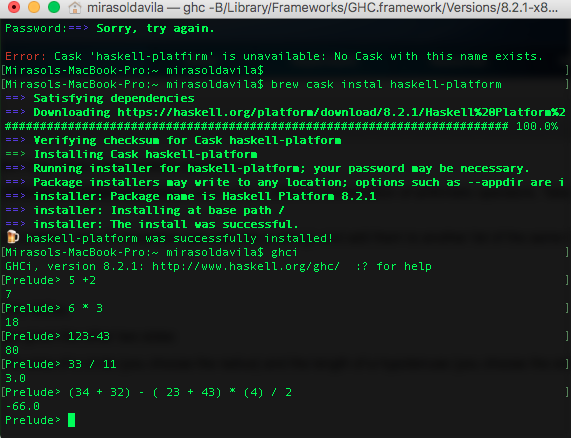 mirasoldavila — ghc -B/Library/Frameworks/GHC.framework/Versions/8.2.1-x8...
Password:==> Sorry, try again.
Error: Cask 'haskell-platfirm' is unavailable: No Cask with this name exists.
[Mirasols-MacBook-Pro:~ mirasoldavila$ ]
[Mirasols-MacBook-Pro:~ mirasoldavila$ brew cask instal haskell-platform ]
==> Satisfying dependencies
==> Downloading https://haskell.org/platform/download/8.2.1/Haskell%20Platform%2
######################################################################## 100.0%
==> Verifying checksum for Cask haskell-platform
==> Installing Cask haskell-platform
==> Running installer for haskell-platform; your password may be necessary.
==> Package installers may write to any location; options such as --appdir are i
==> installer: Package name is Haskell Platform 8.2.1
==> installer: Installing at base path /
==> installer: The install was successful.
🍺 haskell-platform was successfully installed!
[Mirasols-MacBook-Pro:~ mirasoldavila$ ghci ]
GHCi, version 8.2.1: http://www.haskell.org/ghc/  :? for help
[Prelude> 5 +2 ]
7
[Prelude> 6 * 3 ]
18
[Prelude> 123-43 ]
80
[Prelude> 33 / 11 ]
3.0
[Prelude> (34 + 32) - ( 23 + 43) * (4) / 2 ]
-66.0
Prelude>